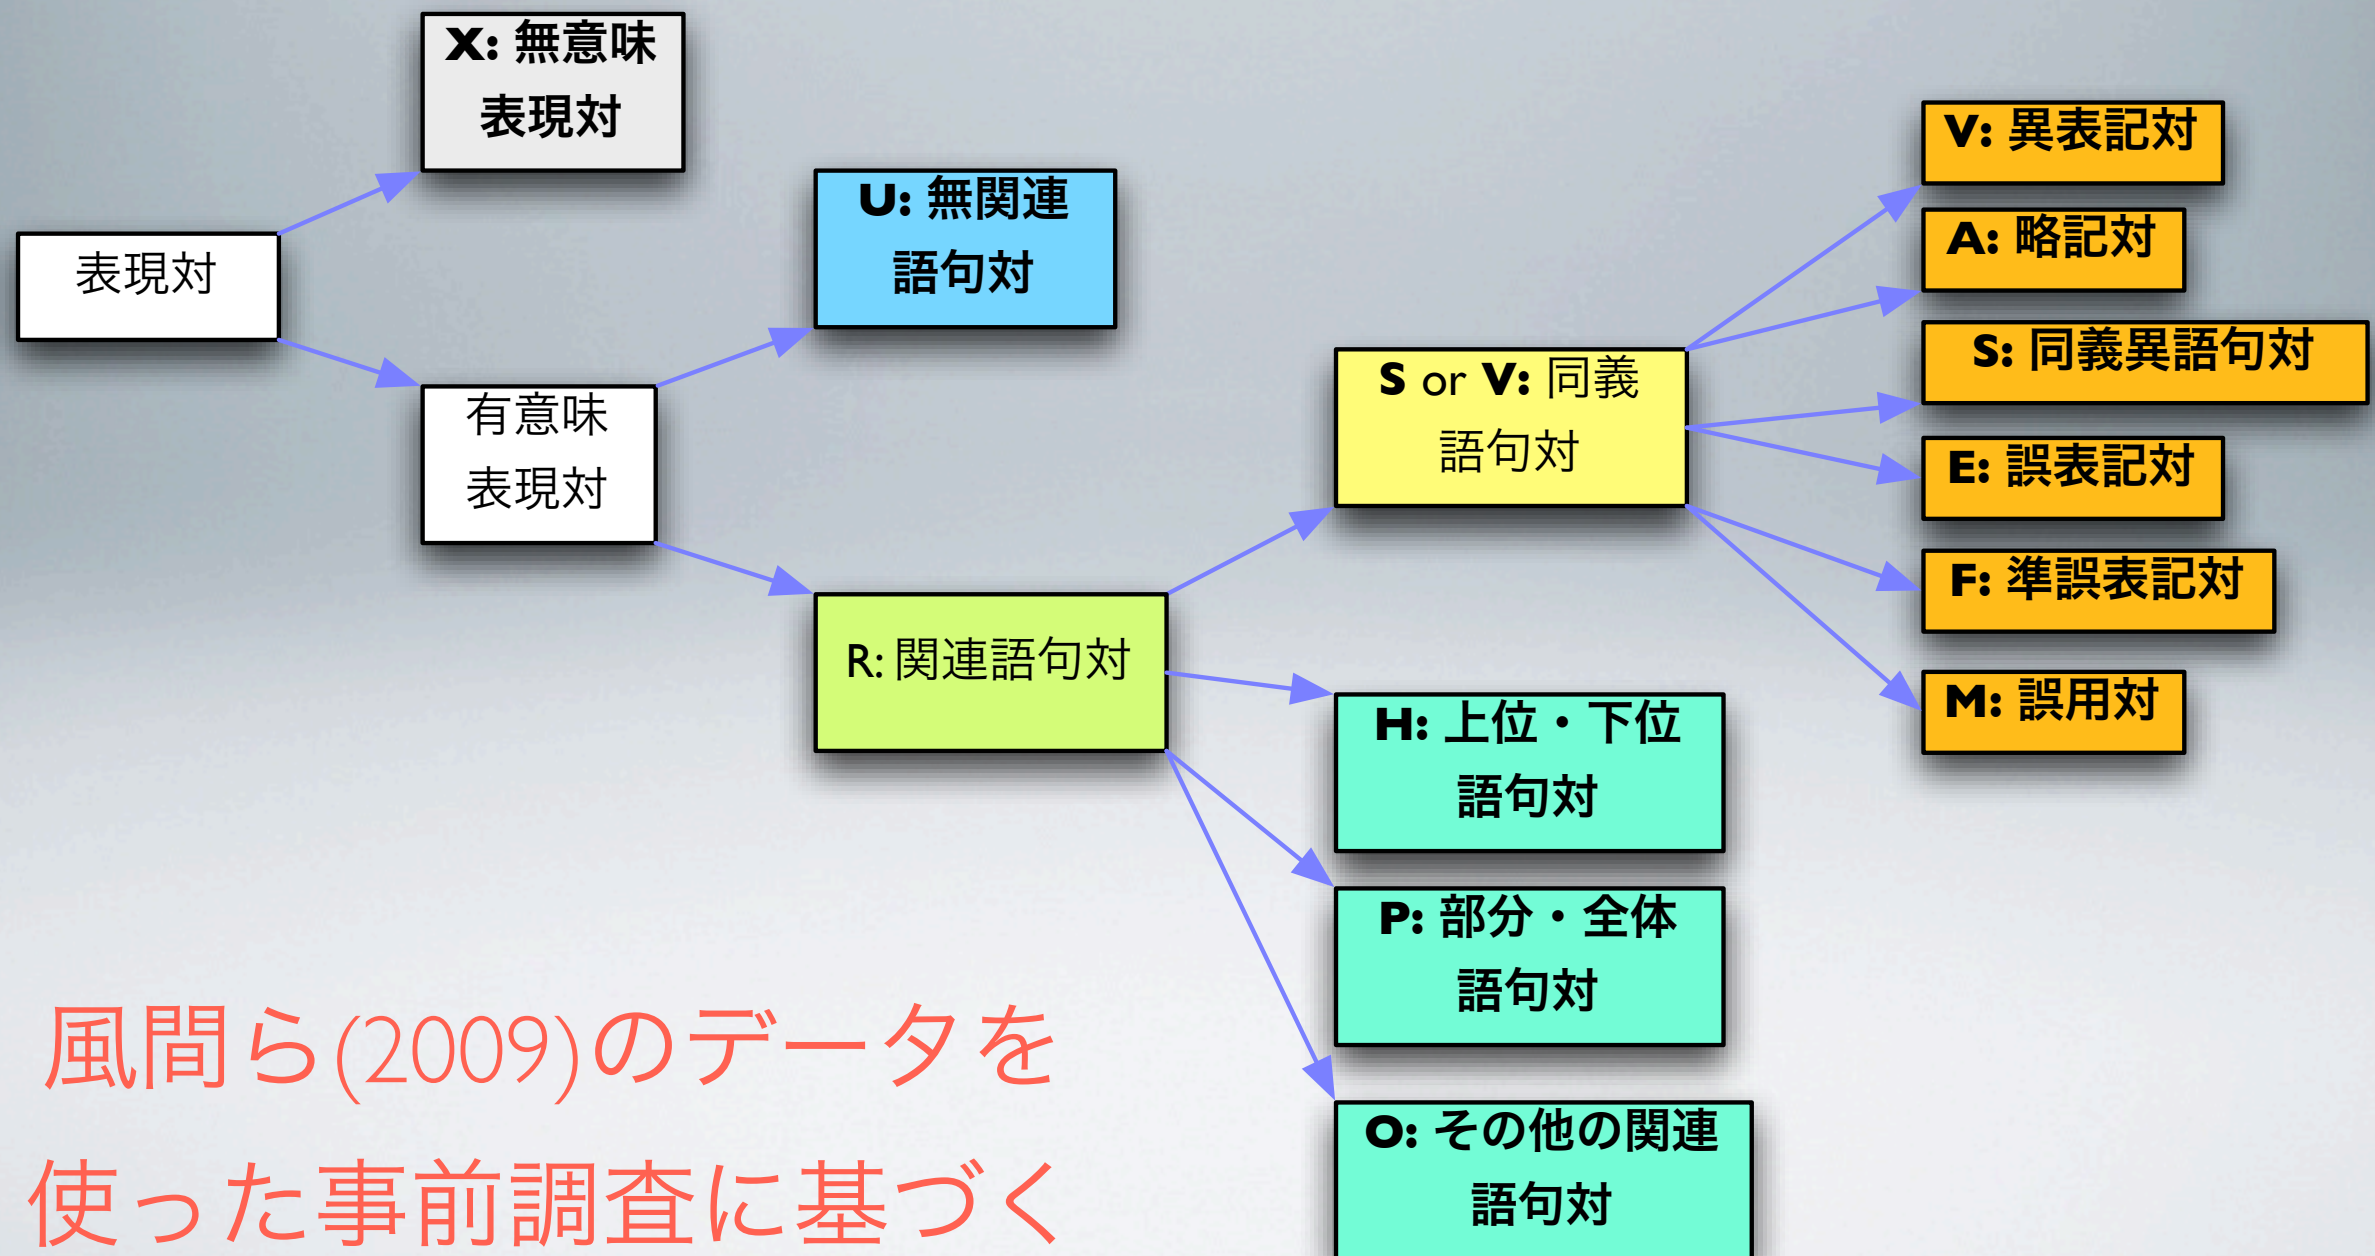 X: 無意味
表現対
表現対
有意味
表現対
U: 無関連
語句対
R: 関連語句対
S or V: 同義
語句対
H: 上位・下位
語句対
P: 部分・全体
語句対
O: その他の関連
語句対
V: 異表記対
A: 略記対
S: 同義異語句対
E: 誤表記対
F: 準誤表記対
M: 誤用対
風間ら(2009)のデータを
使った事前調査に基づく